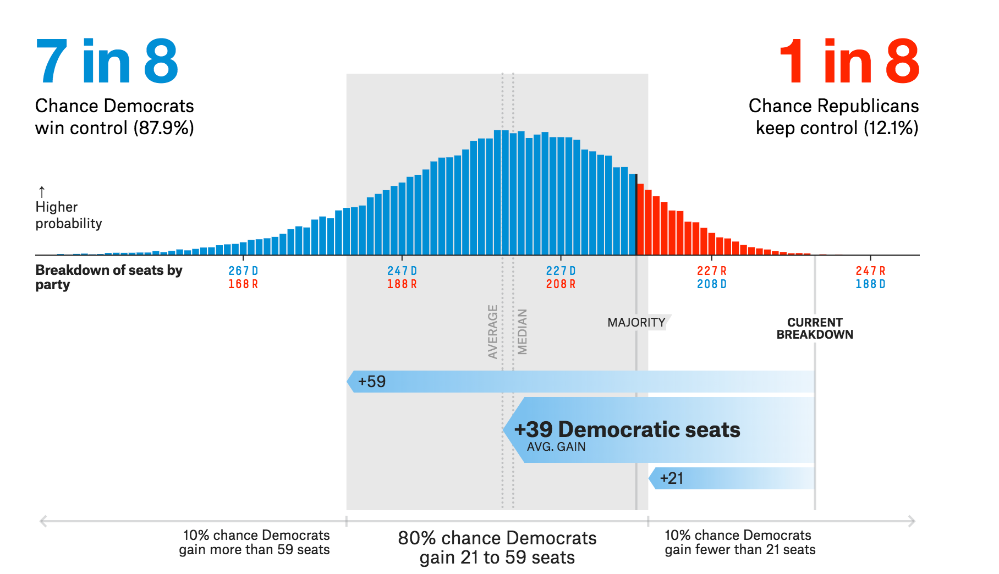 7 in 8
Chance Democrats
win control (87.9%)
1 in 8
Chance Republicans
keep control (12.1%)
↑
Higher
probability
Breakdown of seats by
party
267 D
168 R
247 D
188 R
227 D
208 R
227 R
208 D
247 R
188 D
AVERAGE
MEDIAN
MAJORITY
CURRENT
BREAKDOWN
+59
+39 Democratic seats
AVG. GAIN
+21
10% chance Democrats
gain more than 59 seats
80% chance Democrats
gain 21 to 59 seats
10% chance Democrats
gain fewer than 21 seats